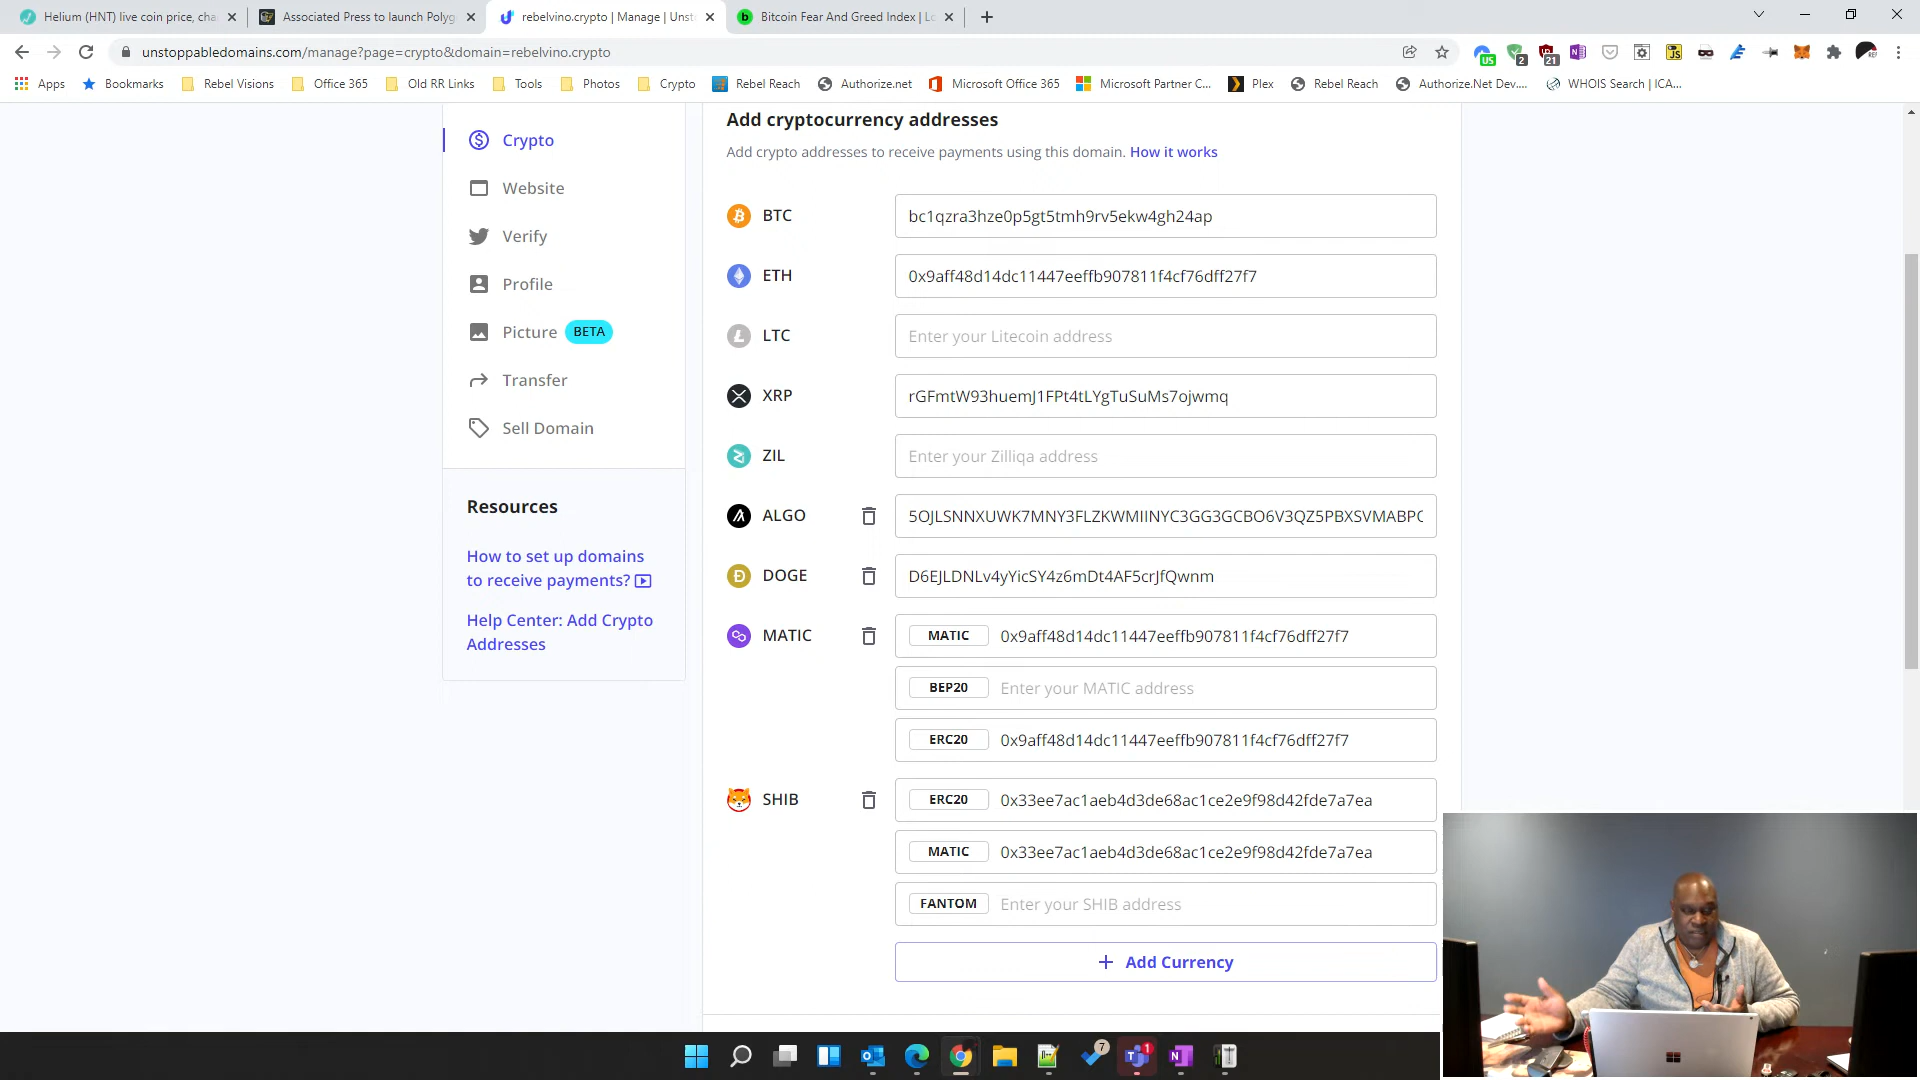 Helium (HNT) live coin price, cha
Associated Press to launch Polyg
rebelvino.crypto | Manage | Unst
Bitcoin Fear And Greed Index | Lo
unstoppabledomains.com/manage?page=crypto&domain=rebelvino.crypto
US
2
21
JS
Apps
Bookmarks
Rebel Visions
Office 365
Old RR Links
Tools
Photos
Crypto
Rebel Reach
Authorize.net
Microsoft Office 365
Microsoft Partner C...
Plex
Rebel Reach
Authorize.Net Dev....
WHOIS Search | ICA...
Crypto
Website
Verify
Profile
Picture BETA
Transfer
Sell Domain
Resources
How to set up domains
to receive payments?
Help Center: Add Crypto
Addresses
Add cryptocurrency addresses
Add crypto addresses to receive payments using this domain. How it works
BTC bc1qzra3hze0p5gt5tmh9rv5ekw4gh24ap
ETH 0x9aff48d14dc11447eeffb907811f4cf76dff27f7
LTC Enter your Litecoin address
XRP rGFmtW93huemJ1FPt4tLYgTuSuMs7ojwmq
ZIL Enter your Zilliqa address
ALGO 5OJLSNNXUWK7MNY3FLZKWMIINYC3GG3GCBO6V3QZ5PBXSVMABPC
DOGE D6EJLDNLv4yYicSY4z6mDt4AF5crJfQwnm
MATIC MATIC 0x9aff48d14dc11447eeffb907811f4cf76dff27f7
BEP20 Enter your MATIC address
ERC20 0x9aff48d14dc11447eeffb907811f4cf76dff27f7
SHIB ERC20 0x33ee7ac1aeb4d3de68ac1ce2e9f98d42fde7a7ea
MATIC 0x33ee7ac1aeb4d3de68ac1ce2e9f98d42fde7a7ea
FANTOM Enter your SHIB address
+ Add Currency
7
1